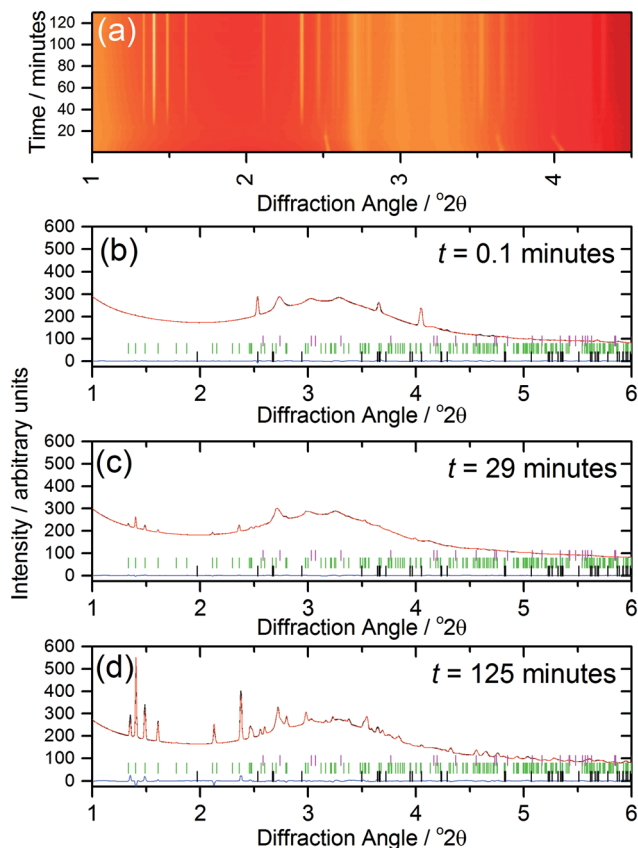 (a)
Time / minutes
120
100
80
60
40
20
1 2 3 4
Diffraction Angle / °2θ
Intensity / arbitrary units
(b)
t = 0.1 minutes
600
500
400
300
200
100
0
1 2 3 4 5 6
Diffraction Angle / °2θ
(c)
t = 29 minutes
600
500
400
300
200
100
0
1 2 3 4 5 6
Diffraction Angle / °2θ
(d)
t = 125 minutes
600
500
400
300
200
100
0
1 2 3 4 5 6
Diffraction Angle / °2θ